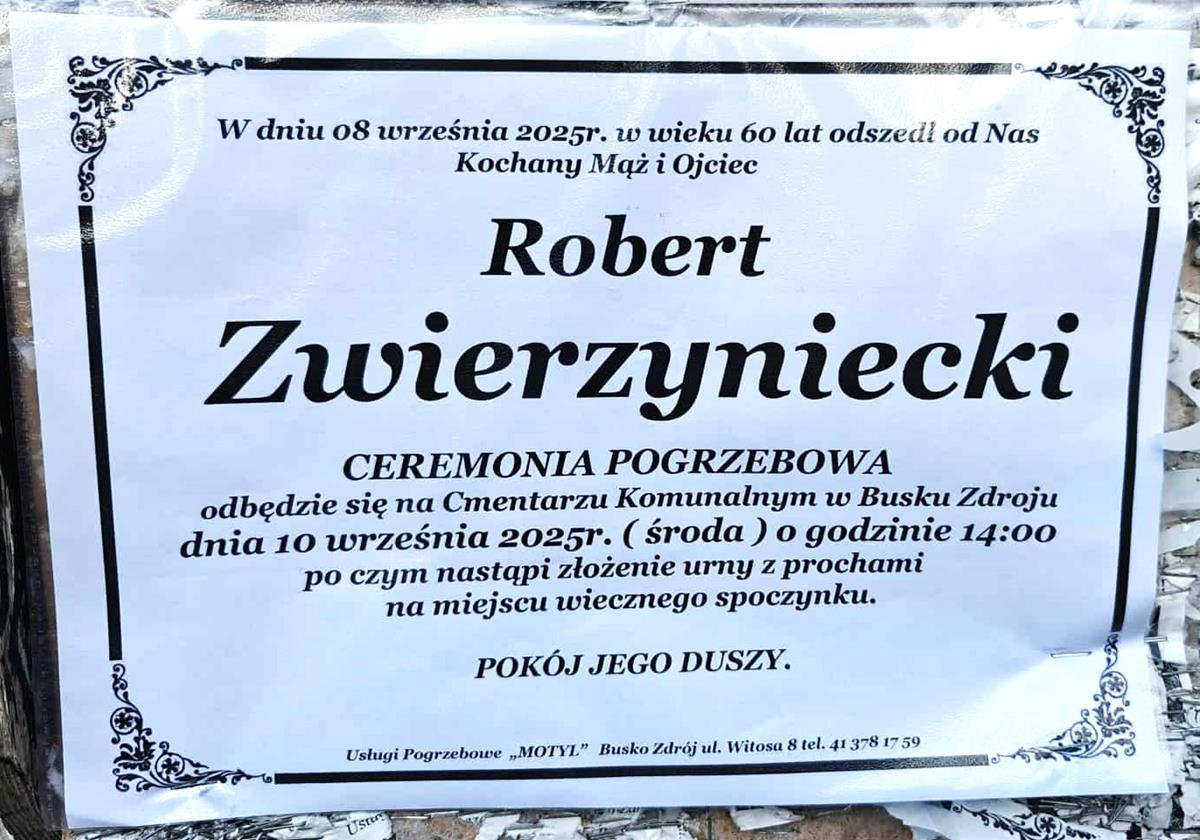 W dniu 08 września 2025r. w wieku 60 lat odszedł od Nas
Kochany Mąż i Ojciec
Robert
Zwierzyniecki
CEREMONIA POGRZEBOWA
odbędzie się na Cmentarzu Komunalnym w Busku Zdroju
dnia 10 września 2025r. ( środa ) o godzinie 14:00
po czym nastąpi złożenie urny z prochami
na miejscu wiecznego spoczynku.
POKÓJ JEGO DUSZY.
Usługi Pogrzebowe „MOTYL” Busko Zdrój ul. Witosa 8 tel. 41 378 17 59